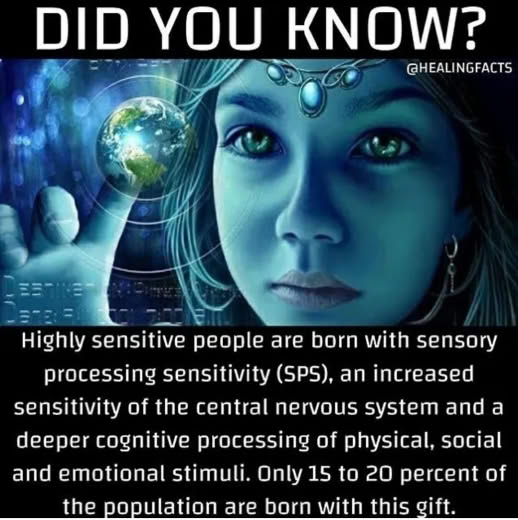 DID YOU KNOW?
@HEALINGFACTS
Highly sensitive people are born with sensory
processing sensitivity (SPS), an increased
sensitivity of the central nervous system and a
deeper cognitive processing of physical, social
and emotional stimuli. Only 15 to 20 percent of
the population are born with this gift.